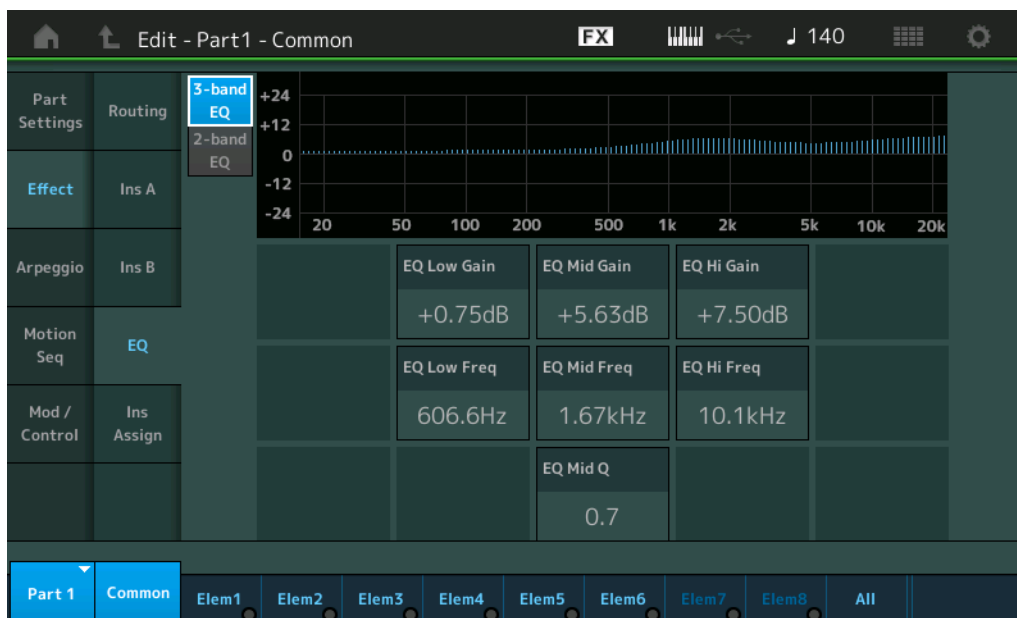 Edit - Part1 - Common
FX
140
Part
Settings
Effect
Arpeggio
Motion
Seq
Mod /
Control
Routing
Ins A
Ins B
EQ
Ins
Assign
3-band
EQ
2-band
EQ
+24
+12
0
-12
-24
20 50 100 200 500 1k 2k 5k 10k 20k
EQ Low Gain
+0.75dB
EQ Mid Gain
+5.63dB
EQ Hi Gain
+7.50dB
EQ Low Freq
606.6Hz
EQ Mid Freq
1.67kHz
EQ Hi Freq
10.1kHz
EQ Mid Q
0.7
Part 1 Common Elem1 Elem2 Elem3 Elem4 Elem5 Elem6 Elem7 Elem8 All